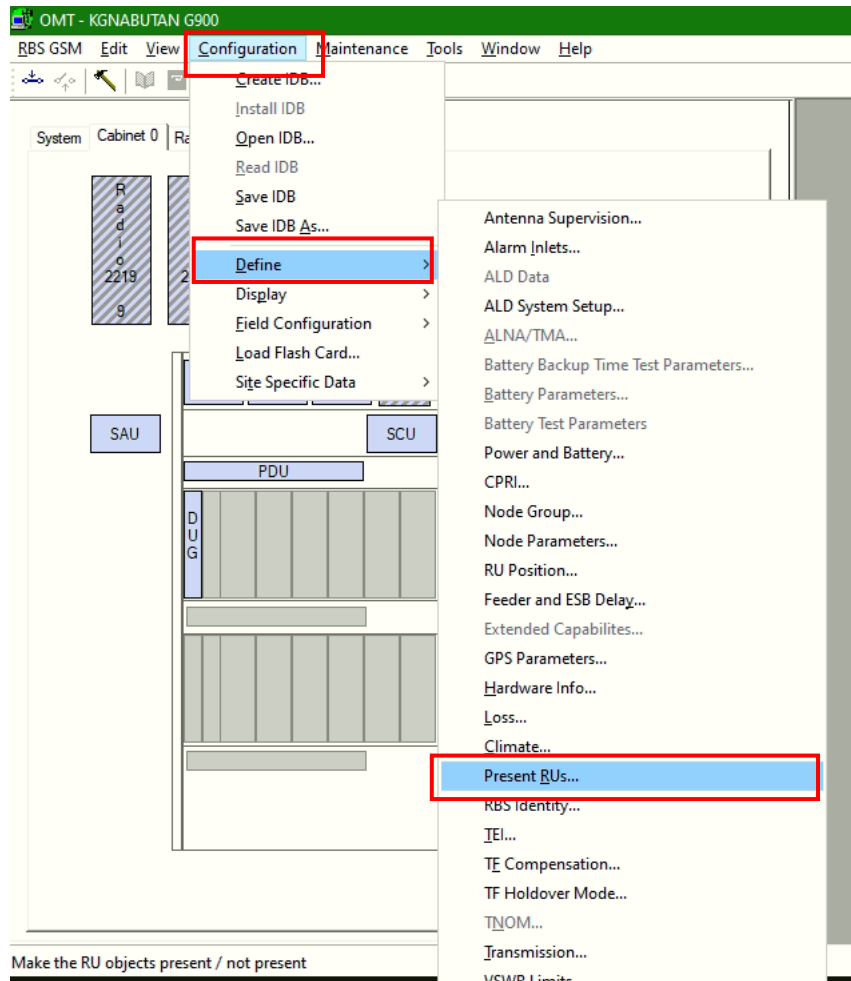 OMT - KGNABUTAN G900
RBS GSM Edit View Configuration Maintenance Tools Window Help
Create IDB...
Install IDB
Open IDB...
Read IDB
Save IDB
Save IDB As...
Define
Display
Field Configuration
Load Flash Card...
Site Specific Data
System Cabinet 0 Ra
Radio
2219
9
2
SAU
SCU
PDU
DUG
Antenna Supervision...
Alarm Inlets...
ALD Data
ALD System Setup...
ALNA/TMA...
Battery Backup Time Test Parameters...
Battery Parameters...
Battery Test Parameters
Power and Battery...
CPRI...
Node Group...
Node Parameters...
RU Position...
Feeder and ESB Delay...
Extended Capabilites...
GPS Parameters...
Hardware Info...
Loss...
Climate...
Present RUs...
RBS Identity...
TEI...
TF Compensation...
TF Holdover Mode...
TNOM...
Transmission...
VSWR Limits
Make the RU objects present / not present